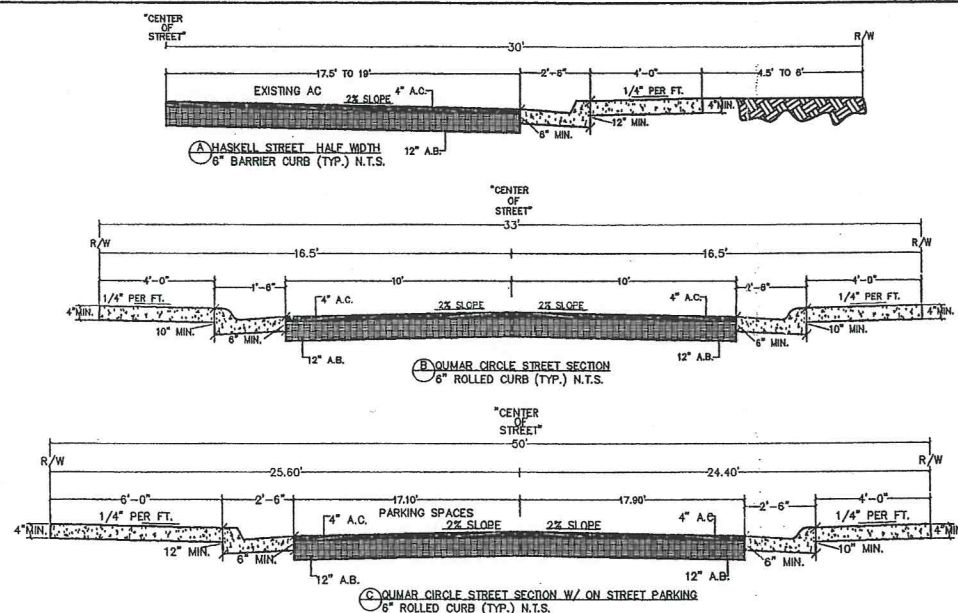 "CENTER
OF
STREET"
R/W
30'
17.5' TO 19'
2'-6"
4'-0"
4.5' TO 6'
EXISTING AC
4" A.C.
2% SLOPE
1/4" PER FT.
4" MIN.
6" MIN.
12" MIN.
12" A.B.
A HASKELL STREET HALF WIDTH
6" BARRIER CURB (TYP.) N.T.S.
"CENTER
OF
STREET"
33'
R/W
R/W
16.5'
16.5'
4'-0"
10'
10'
4'-0"
1/4" PER FT.
4" A.C.
2% SLOPE
2% SLOPE
4" A.C.
1/4" PER FT.
4" MIN.
4" MIN.
10" MIN.
6" MIN.
6" MIN.
10" MIN.
12" A.B.
12" A.B.
B QUMAR CIRCLE STREET SECTION
6" ROLLED CURB (TYP.) N.T.S.
"CENTER
OF
STREET"
50'
R/W
R/W
25.60'
24.40'
6'-0"
2'-6"
17.10'
17.90'
2'-6"
4'-0"
PARKING SPACES
1/4" PER FT.
4" A.C.
2% SLOPE
2% SLOPE
4" A.C
1/4" PER FT.
4" MIN.
4" MIN.
12" MIN.
6" MIN.
6" MIN.
10" MIN.
12" A.B.
12" A.B.
C QUMAR CIRCLE STREET SECTION W/ ON STREET PARKING
6" ROLLED CURB (TYP.) N.T.S.